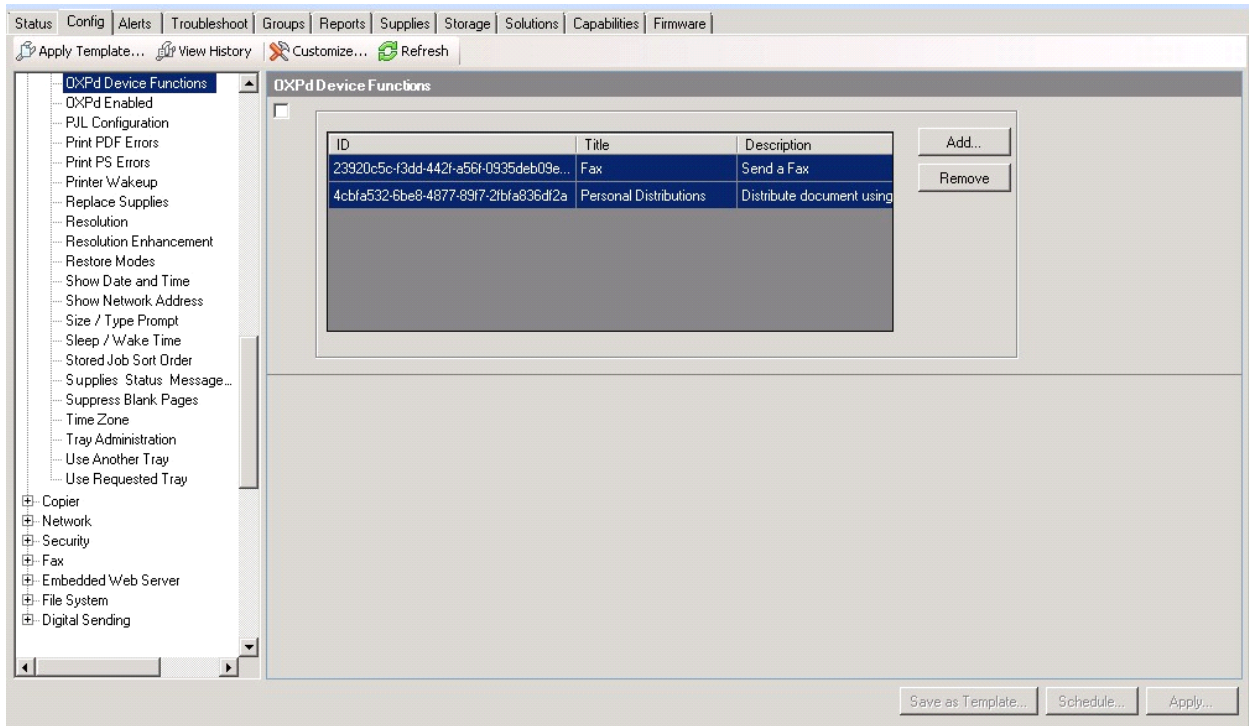 Status Config Alerts Troubleshoot Groups Reports Supplies Storage Solutions Capabilities Firmware
Apply Template... View History Customize... Refresh
OXPd Device Functions
OXPd Enabled
PJL Configuration
Print PDF Errors
Print PS Errors
Printer Wakeup
Replace Supplies
Resolution
Resolution Enhancement
Restore Modes
Show Date and Time
Show Network Address
Size / Type Prompt
Sleep / Wake Time
Stored Job Sort Order
Supplies Status Message...
Suppress Blank Pages
Time Zone
Tray Administration
Use Another Tray
Use Requested Tray
Copier
Network
Security
Fax
Embedded Web Server
File System
Digital Sending
OXPd Device Functions
ID Title Description
23920c5c-f3dd-442f-a56f-0935deb09e... Fax Send a Fax
4cbfa532-6be8-4877-89f7-2fbfa836df2a Personal Distributions Distribute document using
Add...
Remove
Save as Template... Schedule... Apply...